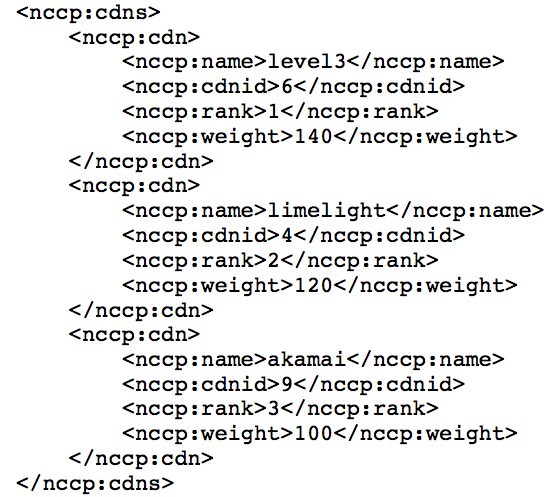 <nccp:cdns>
<nccp:cdn>
<nccp:name>level3</nccp:name>
<nccp:cdnid>6</nccp:cdnid>
<nccp:rank>1</nccp:rank>
<nccp:weight>140</nccp:weight>
</nccp:cdn>
<nccp:cdn>
<nccp:name>limelight</nccp:name>
<nccp:cdnid>4</nccp:cdnid>
<nccp:rank>2</nccp:rank>
<nccp:weight>120</nccp:weight>
</nccp:cdn>
<nccp:cdn>
<nccp:name>akamai</nccp:name>
<nccp:cdnid>9</nccp:cdnid>
<nccp:rank>3</nccp:rank>
<nccp:weight>100</nccp:weight>
</nccp:cdn>
</nccp:cdns>